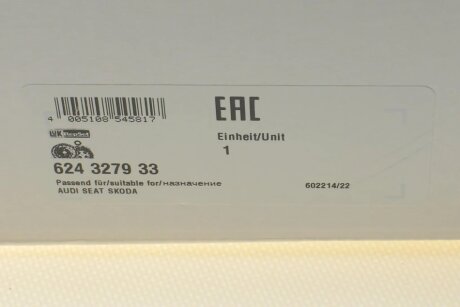 4 005108 545817
EAC
LUK RepSet
Einheit/Unit
1
624 3279 33
Passend für/suitable for/назначение
AUDI SEAT SKODA
602214/22